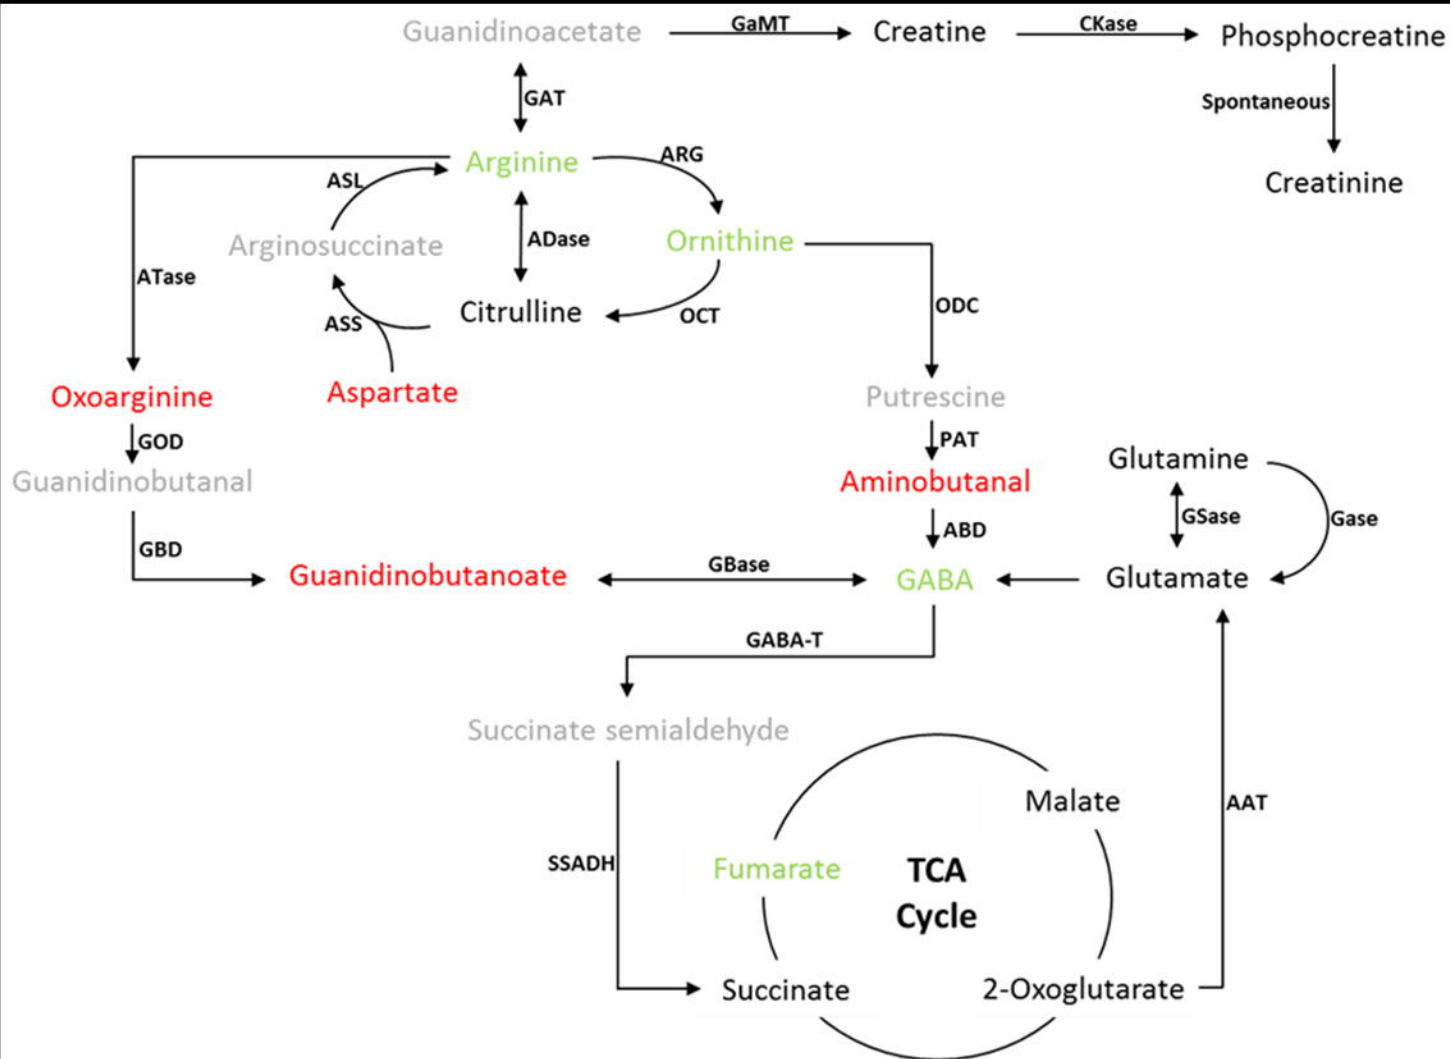 Guanidinoacetate
GaMT
Creatine
CKase
Phosphocreatine
GAT
Spontaneous
Creatinine
Arginine
ARG
ASL
Arginosuccinate
ADase
Ornithine
ATase
Citrulline
OCT
ODC
ASS
Oxoarginine
Aspartate
Putrescine
GOD
PAT
Guanidinobutanal
Aminobutanal
Glutamine
GSase
Gase
GBD
ABD
Guanidinobutanoate
GBase
GABA
Glutamate
GABA-T
Succinate semialdehyde
Malate
AAT
SSADH
Fumarate
TCA
Cycle
Succinate
2-Oxoglutarate